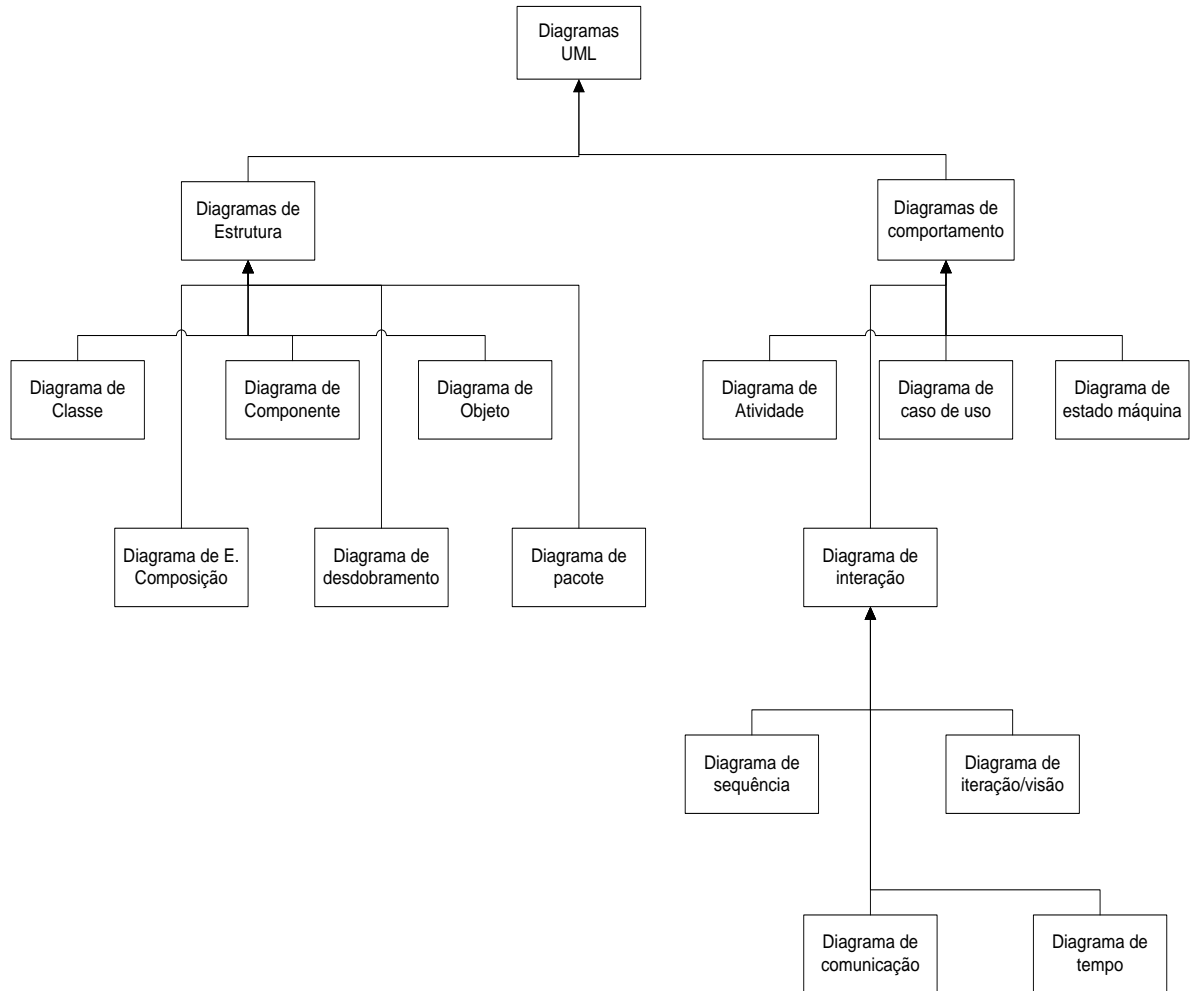 Diagramas
UML
Diagramas de
Estrutura
Diagramas de
comportamento
Diagrama de
Classe
Diagrama de
Componente
Diagrama de
Objeto
Diagrama de
Atividade
Diagrama de
caso de uso
Diagrama de
estado máquina
Diagrama de E.
Composição
Diagrama de
desdobramento
Diagrama de
pacote
Diagrama de
interação
Diagrama de
sequência
Diagrama de
iteração/visão
Diagrama de
comunicação
Diagrama de
tempo